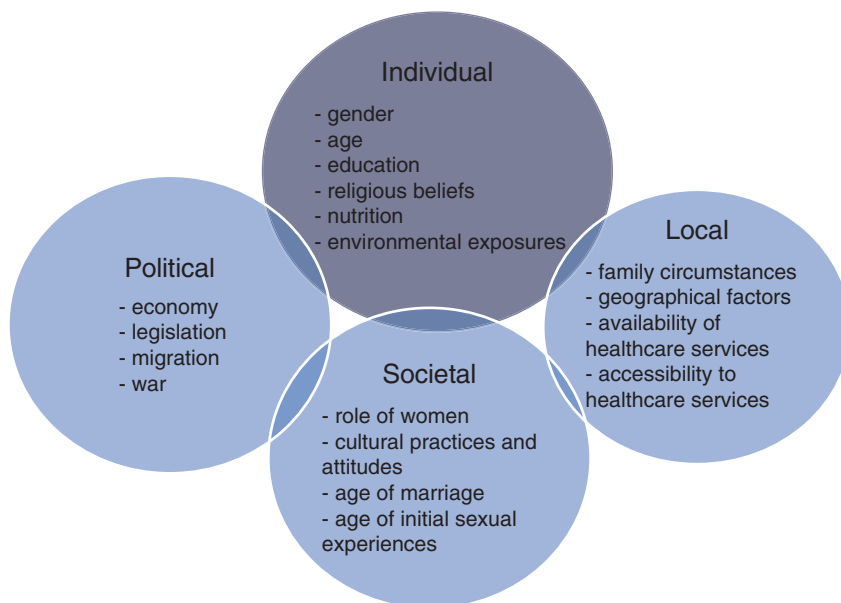 Individual
- gender
- age
- education
- religious beliefs
- nutrition
- environmental exposures
Political
- economy
- legislation
- migration
- war
Local
- family circumstances
- geographical factors
- availability of
healthcare services
- accessibility to
healthcare services
Societal
- role of women
- cultural practices and
attitudes
- age of marriage
- age of initial sexual
experiences